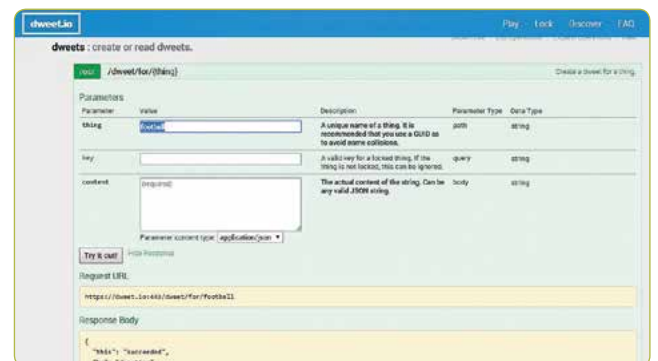 dweet.io Play Lock Discover FAQ
dweets : create or read dweets.
POST /dweet/for/{thing} Create a dweet for a thing.
Parameters
Parameter Value Description Parameter Type Data Type
thing football A unique name of a thing. It is path string
recommended that you use a GUID as
to avoid name collisions.
key A valid key for a locked thing. If the query string
thing is not locked, this can be ignored.
content (required) The actual content of the string. Can be body string
any valid JSON string.
Parameter content type: application/json
Try it out! Hide Response
Request URL
https://dweet.io:443/dweet/for/football
Response Body
{
"this": "succeeded",